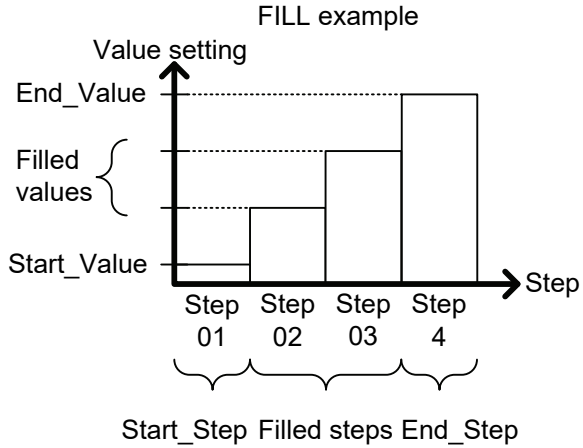 FILL example
Value setting
End_Value
Filled
values
Start_Value
Step
Step Step Step Step
01 02 03 4
Start_Step Filled steps End_Step